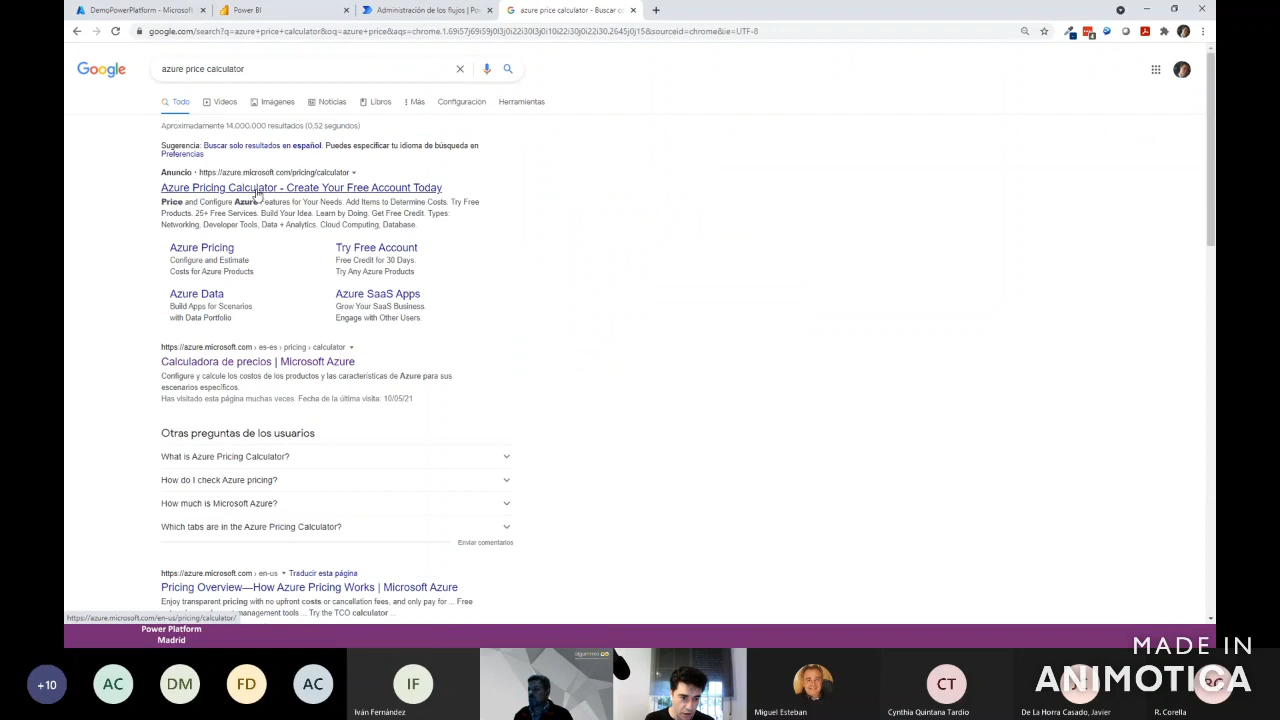 DemoPowerPlatform - Microsoft
Power BI
Administración de los flujos | Pow
azure price calculator - Buscar co
google.com/search?q=azure+price+calculator&oq=azure+price+calculator&aqs=chrome.1.69i57j69i59j0l3j0i22i30l3j0i10i22i30j0i22i30.2645j0j15&sourceid=chrome&ie=UTF-8
Google
azure price calculator
Todo
Vídeos
Imágenes
Noticias
Libros
Más
Configuración
Herramientas
Aproximadamente 14.000.000 resultados (0,52 segundos)
Sugerencia: Buscar solo resultados en español. Puedes especificar tu idioma de búsqueda en
Preferencias
Anuncio · https://azure.microsoft.com/pricing/calculator
Azure Pricing Calculator - Create Your Free Account Today
Price and Configure Azure Features for Your Needs. Add Items to Determine Costs. Try Free
Products. 25+ Free Services. Build Your Idea. Learn by Doing. Get Free Credit. Types:
Networking, Developer Tools, Data + Analytics, Cloud Computing, Database.
Azure Pricing
Configure and Estimate
Costs for Azure Products
Try Free Account
Free Credit for 30 Days.
Try Any Azure Products
Azure Data
Build Apps for Scenarios
with Data Portfolio
Azure SaaS Apps
Grow Your SaaS Business.
Engage with Other Users.
https://azure.microsoft.com › es-es › pricing › calculator
Calculadora de precios | Microsoft Azure
Configure y calcule los costos de los productos y las características de Azure para sus
escenarios específicos.
Has visitado esta página muchas veces. Fecha de la última visita: 10/05/21
Otras preguntas de los usuarios
What is Azure Pricing Calculator?
How do I check Azure pricing?
How much is Microsoft Azure?
Which tabs are in the Azure Pricing Calculator?
Enviar comentarios
https://azure.microsoft.com › en-us
Traducir esta página
Pricing Overview—How Azure Pricing Works | Microsoft Azure
Enjoy transparent pricing with no upfront costs or cancellation fees, and only pay for ... Free
management tools ... Try the TCO calculator ...
https://azure.microsoft.com/en-us/pricing/calculator/
Power Platform
Madrid
MADE IN
ANIMOTICA
+10
AC
DM
FD
AC
IF
CT
Iván Fernández
Miguel Esteban
Cynthia Quintana Tardio
De La Horra Casado, Javier
R. Corella